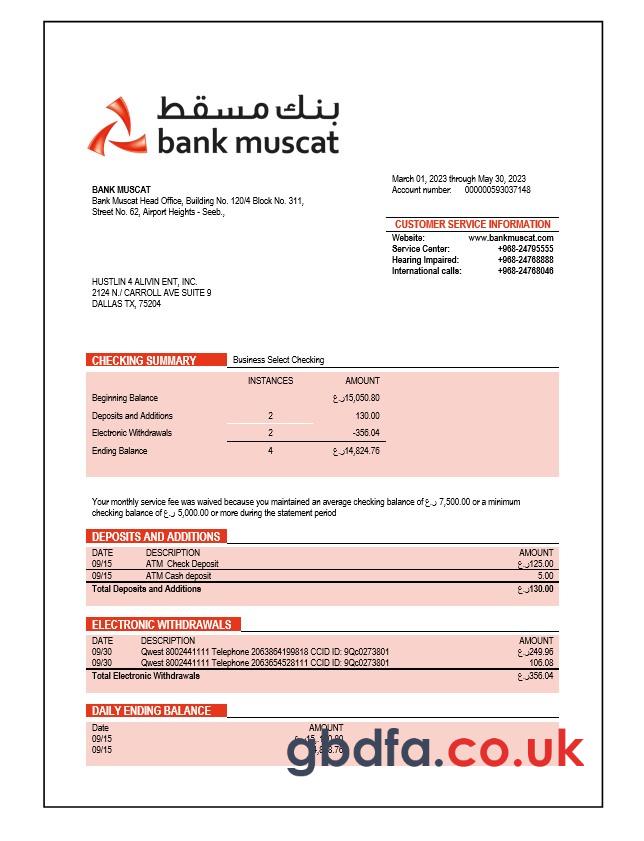 بنك مسقط
bank muscat
March 01, 2023 through May 30, 2023
Account number: 000000593037148
BANK MUSCAT
Bank Muscat Head Office, Building No. 120/4 Block No. 311,
Street No. 62, Airport Heights - Seeb.,
CUSTOMER SERVICE INFORMATION
Website: www.bankmuscat.com
Service Center: +968-24795555
Hearing Impaired: +968-24768888
International calls: +968-24768046
HUSTLIN 4 ALIVIN ENT, INC.
2124 N./ CARROLL AVE SUITE 9
DALLAS TX, 75204
CHECKING SUMMARY Business Select Checking
INSTANCES AMOUNT
Beginning Balance ر.ع15,050.80
Deposits and Additions 2 130.00
Electronic Withdrawals 2 -356.04
Ending Balance 4 ر.ع14,824.76
Your monthly service fee was waived because you maintained an average checking balance of ر.ع 7,500.00 or a minimum
checking balance of ر.ع 5,000.00 or more during the statement period
DEPOSITS AND ADDITIONS
DATE DESCRIPTION AMOUNT
09/15 ATM Check Deposit ر.ع125.00
09/15 ATM Cash deposit 5.00
Total Deposits and Additions ر.ع130.00
ELECTRONIC WITHDRAWALS
DATE DESCRIPTION AMOUNT
09/30 Qwest 8002441111 Telephone 2063864199818 CCID ID: 9Qc0273801 ر.ع249.96
09/30 Qwest 8002441111 Telephone 2063654528111 CCID ID: 9Qc0273801 106.08
Total Electronic Withdrawals ر.ع356.04
DAILY ENDING BALANCE
Date AMOUNT
09/15
09/15
gbdfa.co.uk